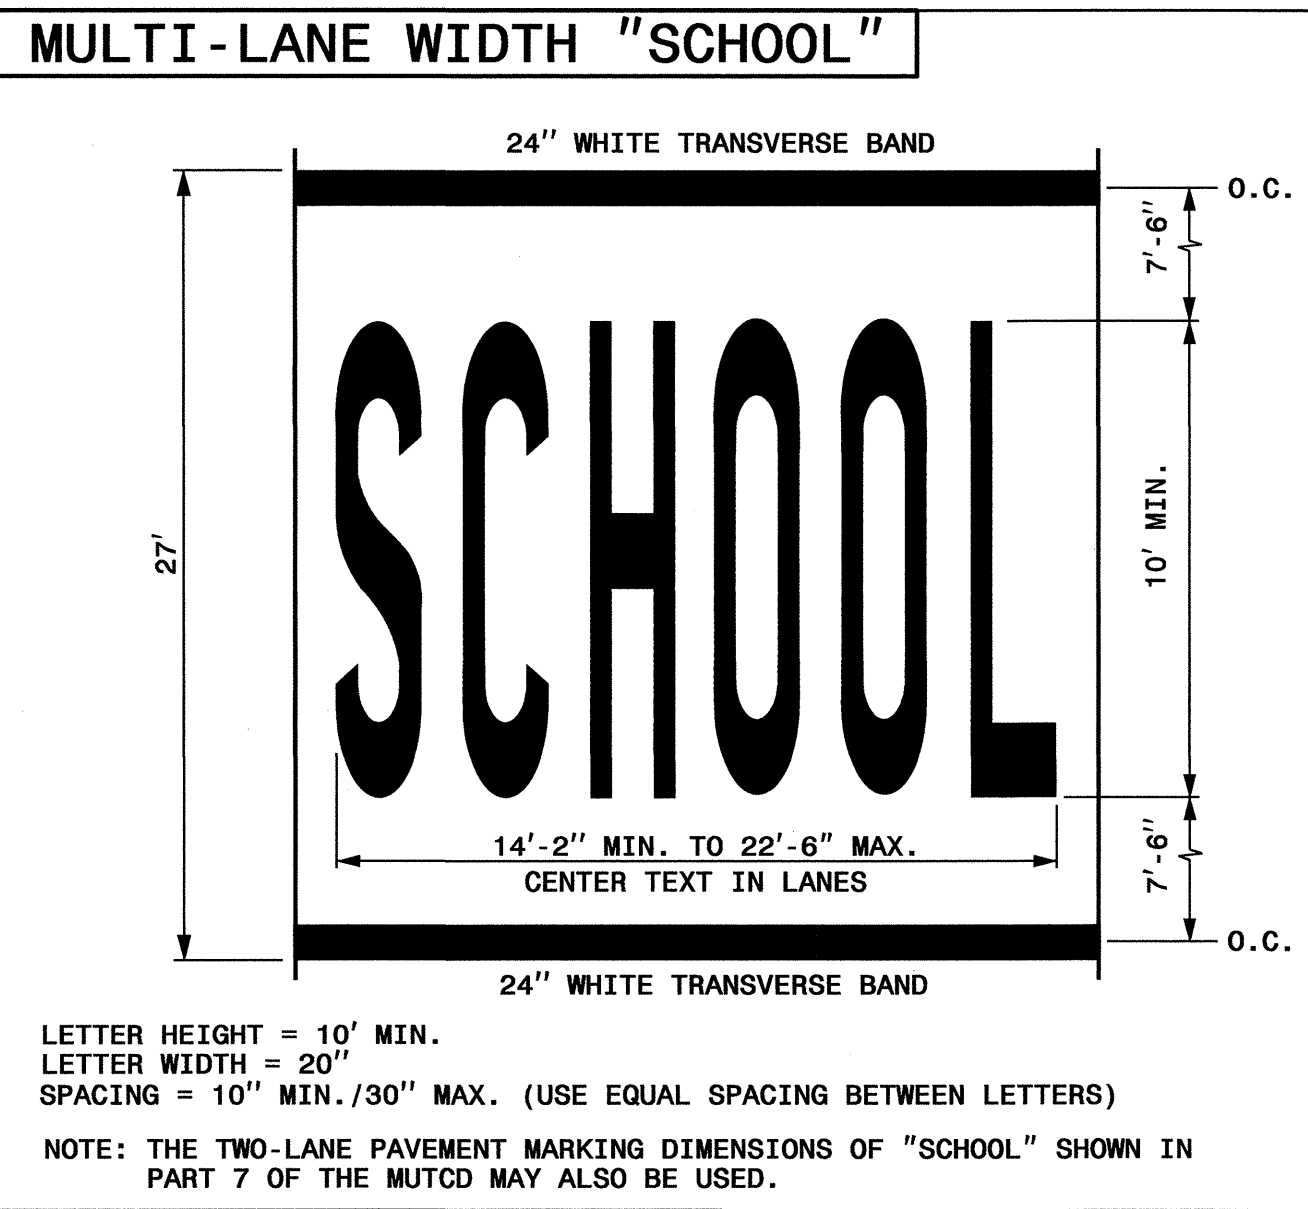 MULTI-LANE WIDTH "SCHOOL"
24" WHITE TRANSVERSE BAND
O.C.
7'-6"
SCHOOL
27'
10' MIN.
14'-2" MIN. TO 22'-6" MAX.
CENTER TEXT IN LANES
7'-6"
O.C.
24" WHITE TRANSVERSE BAND
LETTER HEIGHT = 10' MIN.
LETTER WIDTH = 20"
SPACING = 10" MIN./30" MAX. (USE EQUAL SPACING BETWEEN LETTERS)
NOTE: THE TWO-LANE PAVEMENT MARKING DIMENSIONS OF "SCHOOL" SHOWN IN
PART 7 OF THE MUTCD MAY ALSO BE USED.